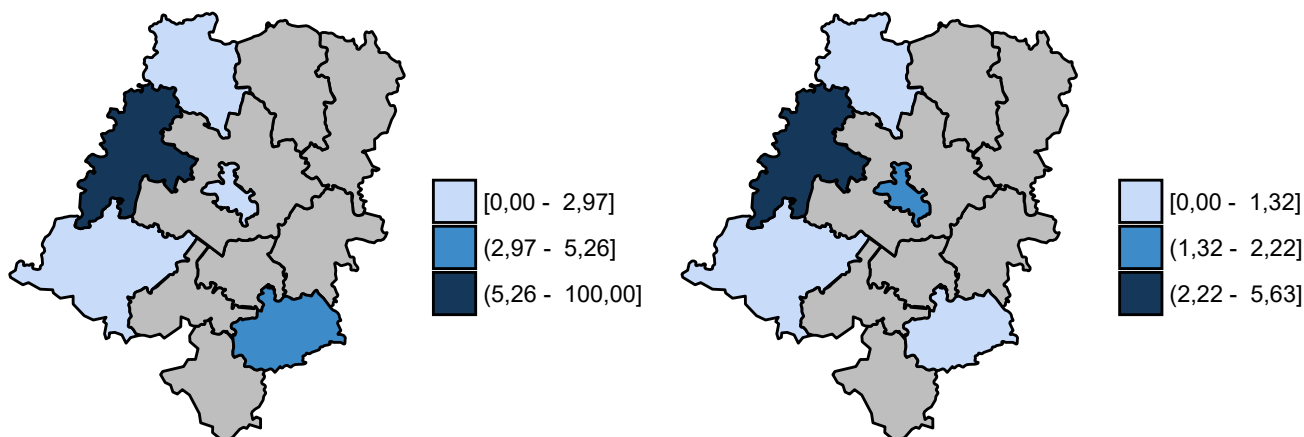 [0,00 - 2,97]
(2,97 - 5,26]
(5,26 - 100,00]
[0,00 - 1,32]
(1,32 - 2,22]
(2,22 - 5,63]